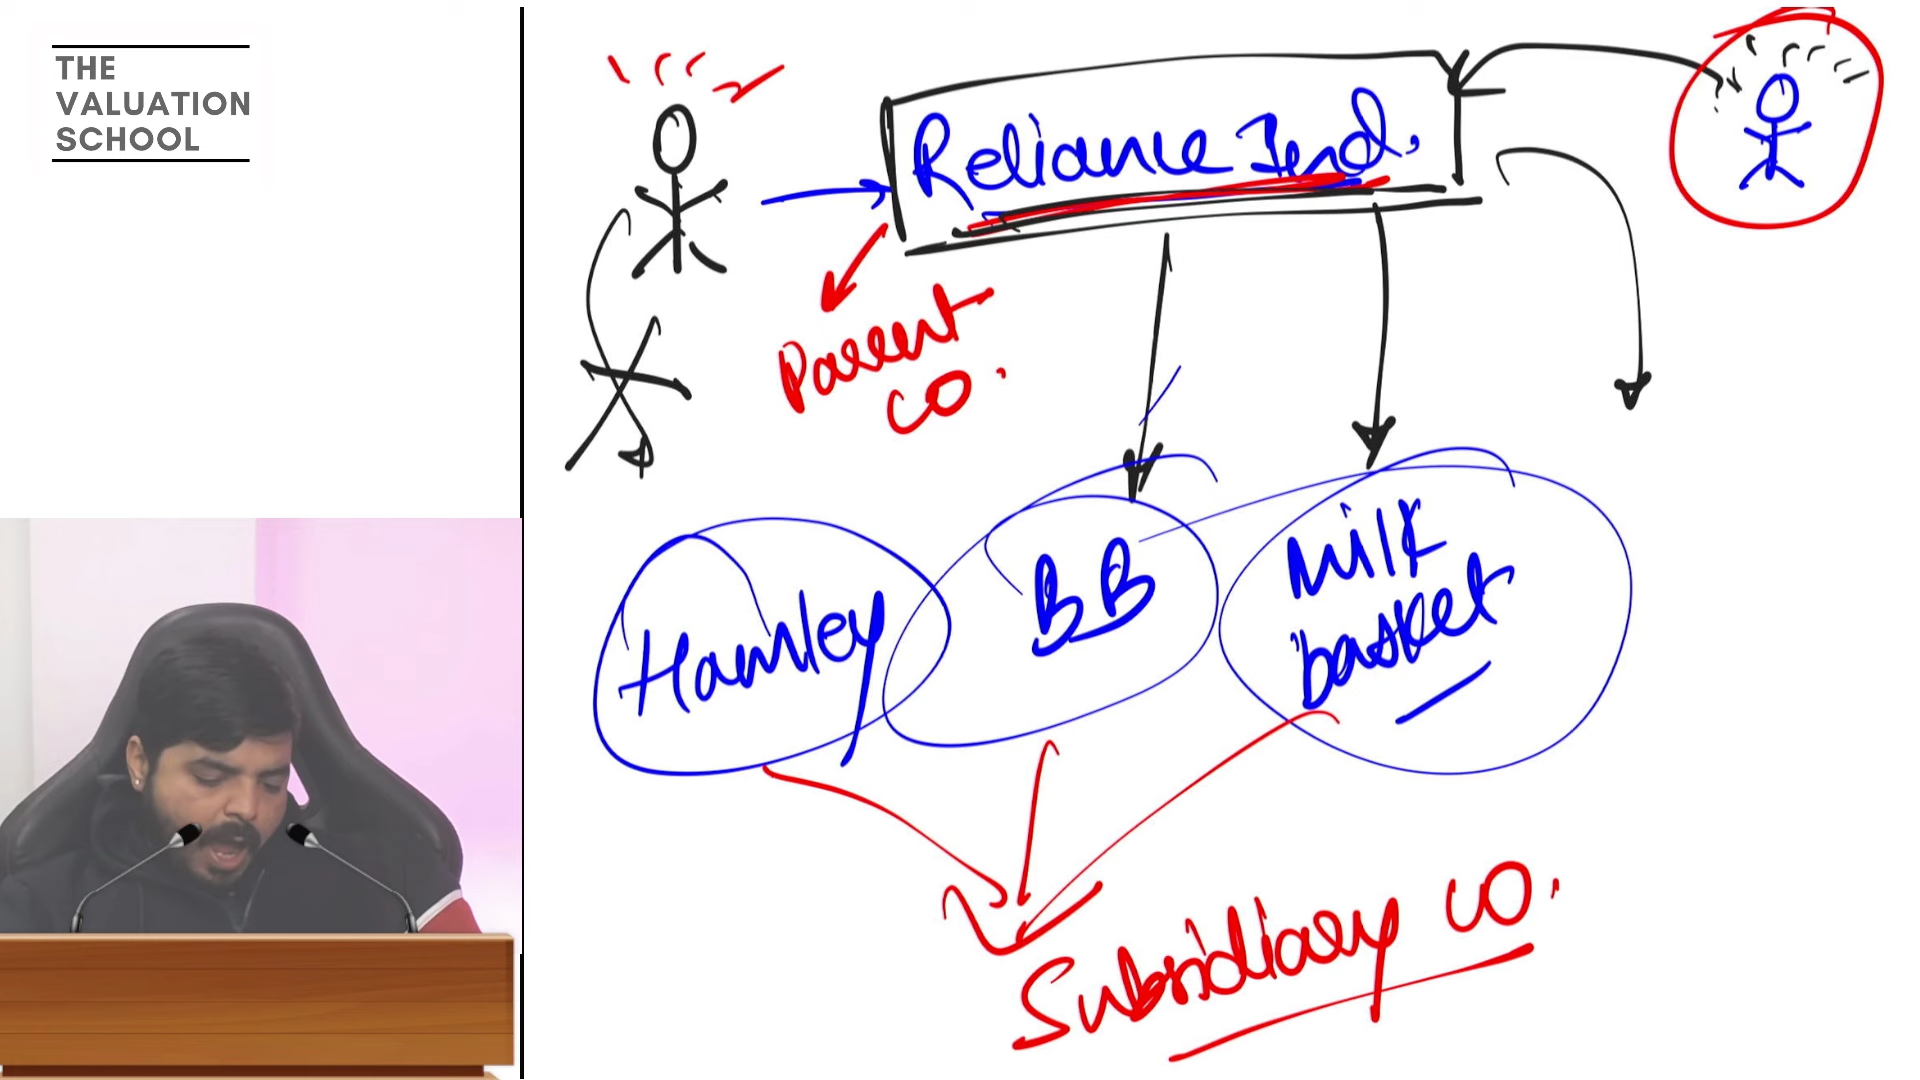 THE
VALUATION
SCHOOL
Reliance Ind.
Parent
co.
Hamley
BB
Milk
basket
Subsidiary co.